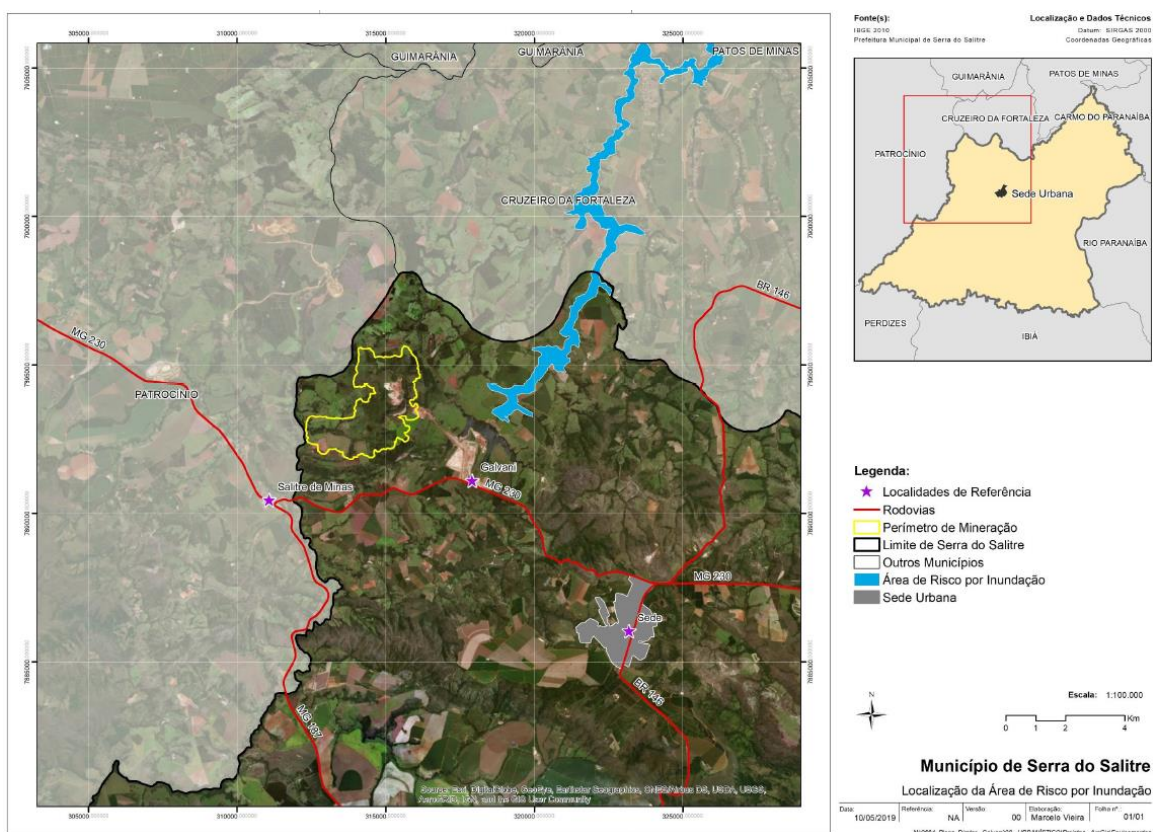 305000
310000
315000
320000
325000
7905000
7900000
7895000
7890000
7885000
GUIMARÂNIA
GUIMARÂNIA
PATOS DE MINAS
CRUZEIRO DA FORTALEZA
BR 146
MG 230
PATROCÍNIO
Galvani
Salitre de Minas
MG 230
MG 230
Sede
BR 146
MG 187
305000
310000
315000
320000
325000
Fonte(s):
IBGE 2010
Prefeitura Municipal de Serra do Salitre
Localização e Dados Técnicos
Datum: SIRGAS 2000
Coordenadas Geográficas
GUIMARÂNIA
PATOS DE MINAS
CRUZEIRO DA FORTALEZA
CARMO DO PARANAÍBA
PATROCÍNIO
Sede Urbana
RIO PARANAÍBA
PERDIZES
IBIÁ
Legenda:
Localidades de Referência
Rodovias
Perímetro de Mineração
Limite de Serra do Salitre
Outros Municípios
Área de Risco por Inundação
Sede Urbana
N
Escala: 1:100.000
0 1 2 4 Km
Município de Serra do Salitre
Localização da Área de Risco por Inundação
Data: 10/05/2019
Referência: NA
Versão 00
Elaboração: Marcelo Vieira
Folha nº: 01/01